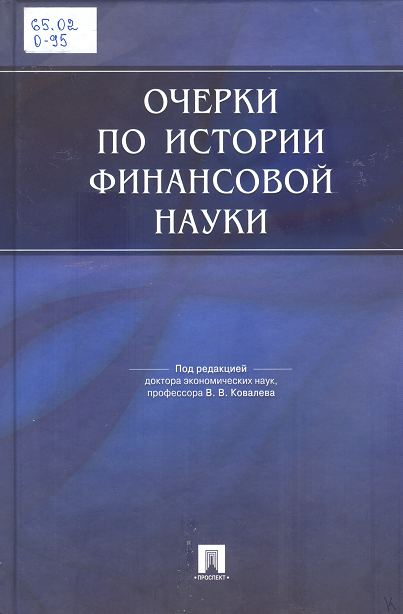 65.02
О-95
ОЧЕРКИ
ПО ИСТОРИИ
ФИНАНСОВОЙ
НАУКИ
Под редакцией
доктора экономических наук,
профессора В. В. Ковалева
• ПРОСПЕКТ •